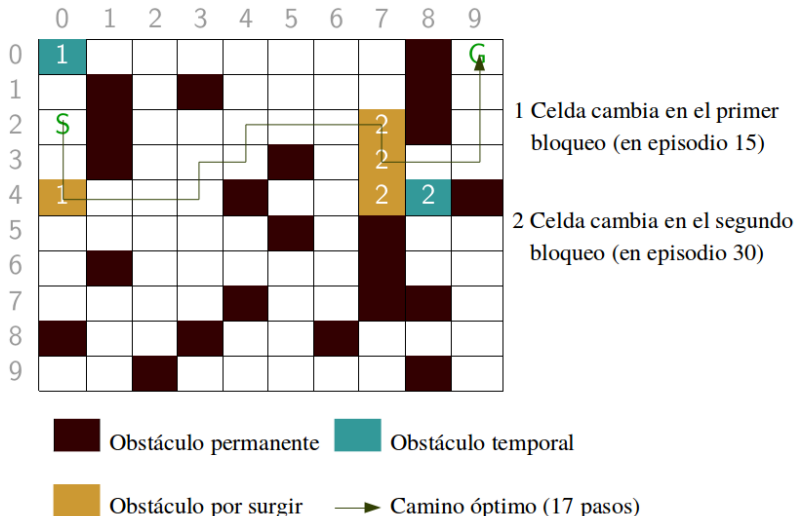 0 1 2 3 4 5 6 7 8 9
0 1 G
1
2 S 2
3 2
4 1 2 2
5
6
7
8
9
1 Celda cambia en el primer
bloqueo (en episodio 15)
2 Celda cambia en el segundo
bloqueo (en episodio 30)
Obstáculo permanente Obstáculo temporal
Obstáculo por surgir Camino óptimo (17 pasos)